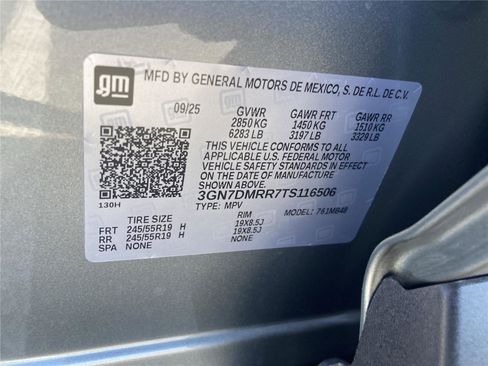 gm
MFD BY GENERAL MOTORS DE MEXICO, S. DE R.L. DE C.V.
09/25 GVWR GAWR FRT GAWR RR
2850 KG 1450 KG 1510 KG
6283 LB 3197 LB 3329 LB
THIS VEHICLE CONFORMS TO ALL
APPLICABLE U.S. FEDERAL MOTOR
VEHICLE SAFETY STANDARDS IN EFFECT ON
THE DATE OF MANUFACTURE SHOWN ABOVE.
3GN7DMRR7TS116506
130H TYPE: MPV MODEL: 761MB48
TIRE SIZE RIM
FRT 245/55R19 H 19X8.5J
RR 245/55R19 H 19X8.5J
SPA NONE NONE